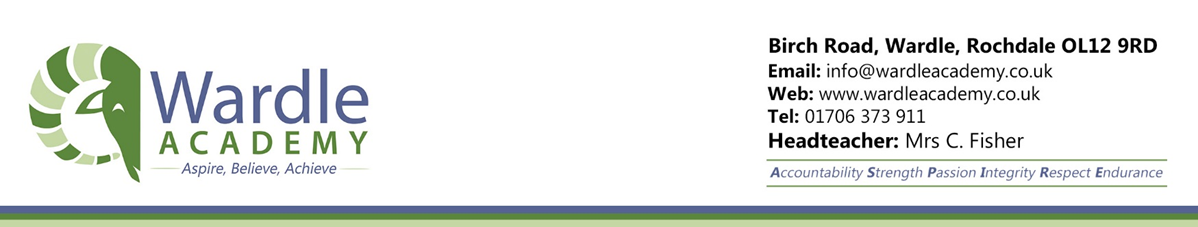 Wardle
ACADEMY
Aspire, Believe, Achieve
Birch Road, Wardle, Rochdale OL12 9RD
Email: info@wardleacademy.co.uk
Web: www.wardleacademy.co.uk
Tel: 01706 373 911
Headteacher: Mrs C. Fisher
Accountability Strength Passion Integrity Respect Endurance